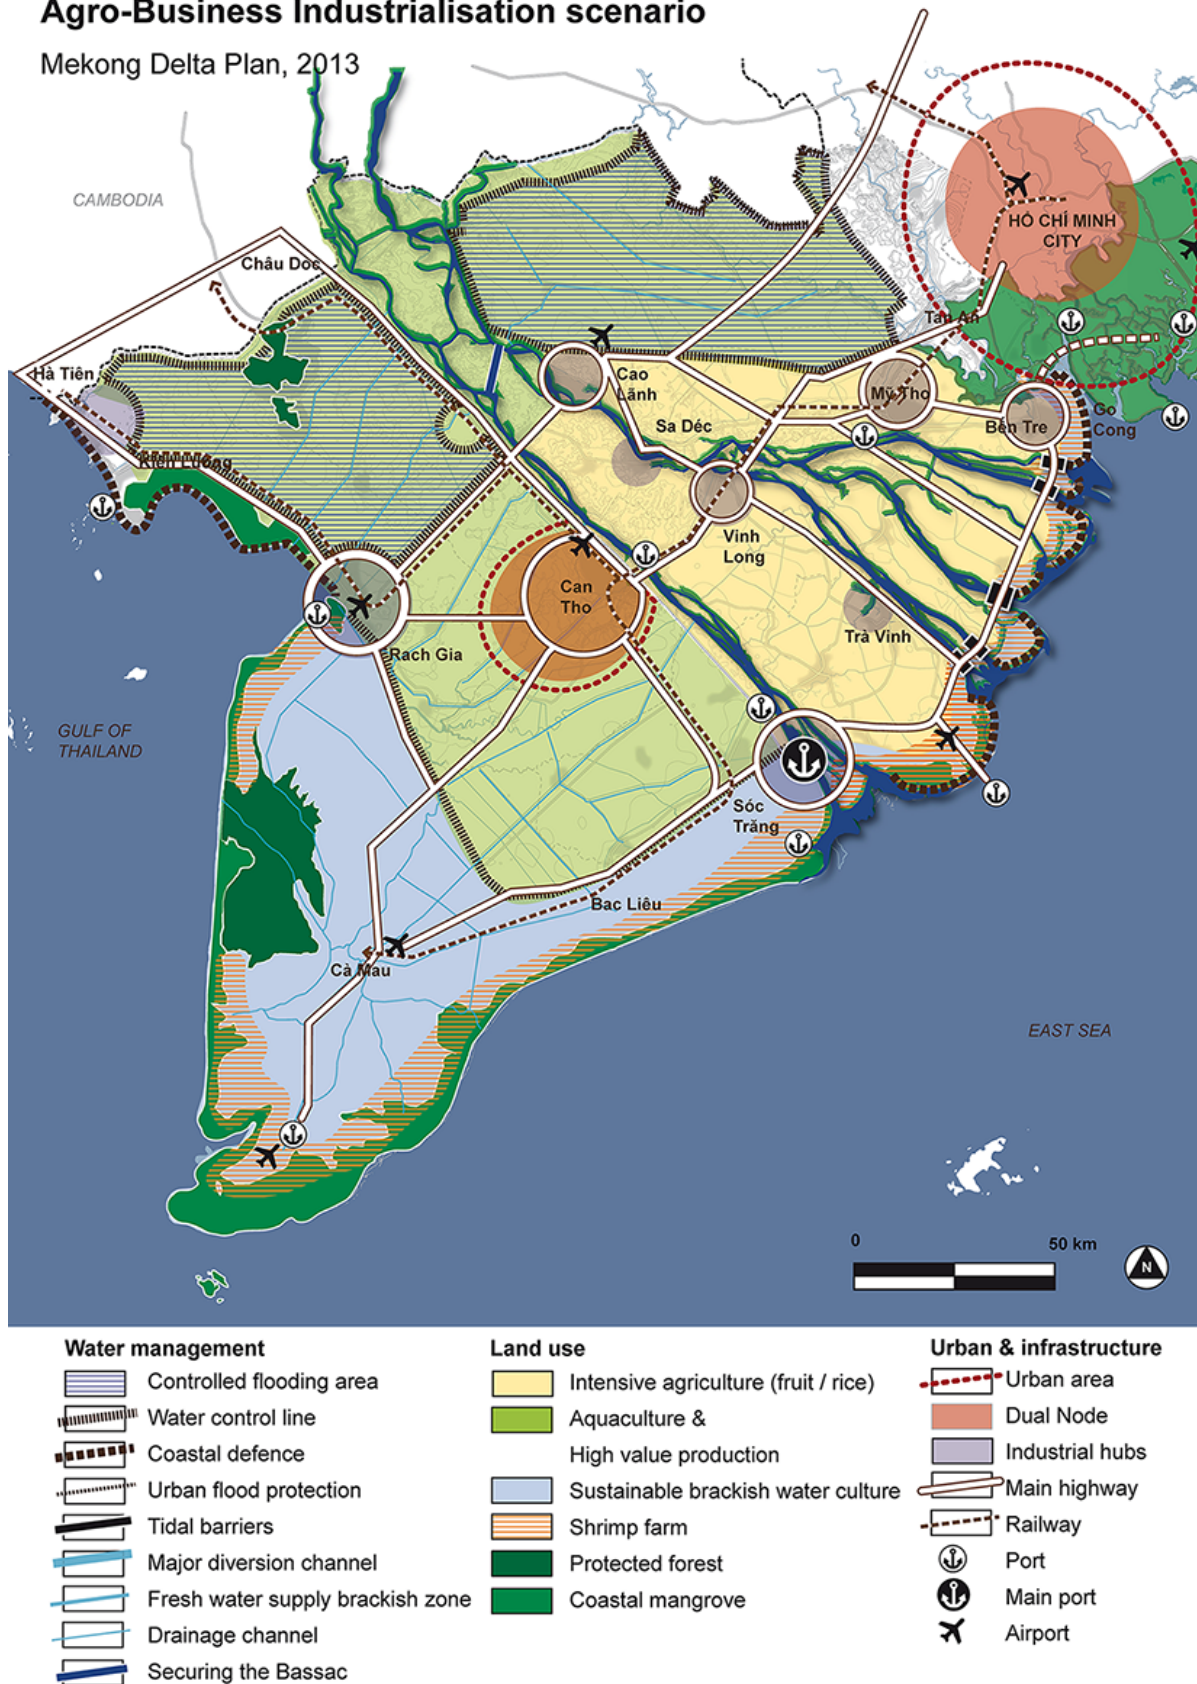 Agro-Business Industrialisation scenario
Mekong Delta Plan, 2013
CAMBODIA
HỒ CHÍ MINH
CITY
Châu Doc
Tan An
Hà Tiên
Cao
Lãnh
Mỹ Tho
Bến Tre
Go
Cong
Sa Déc
Kiên Luong
Vinh
Long
Can
Tho
Trà Vinh
Rach Gia
GULF OF
THAILAND
Sóc
Trăng
Bac Liêu
Cà Mau
EAST SEA
0
50 km
N
Water management
Controlled flooding area
Water control line
Coastal defence
Urban flood protection
Tidal barriers
Major diversion channel
Fresh water supply brackish zone
Drainage channel
Securing the Bassac
Land use
Intensive agriculture (fruit / rice)
Aquaculture &
High value production
Sustainable brackish water culture
Shrimp farm
Protected forest
Coastal mangrove
Urban & infrastructure
Urban area
Dual Node
Industrial hubs
Main highway
Railway
Port
Main port
Airport